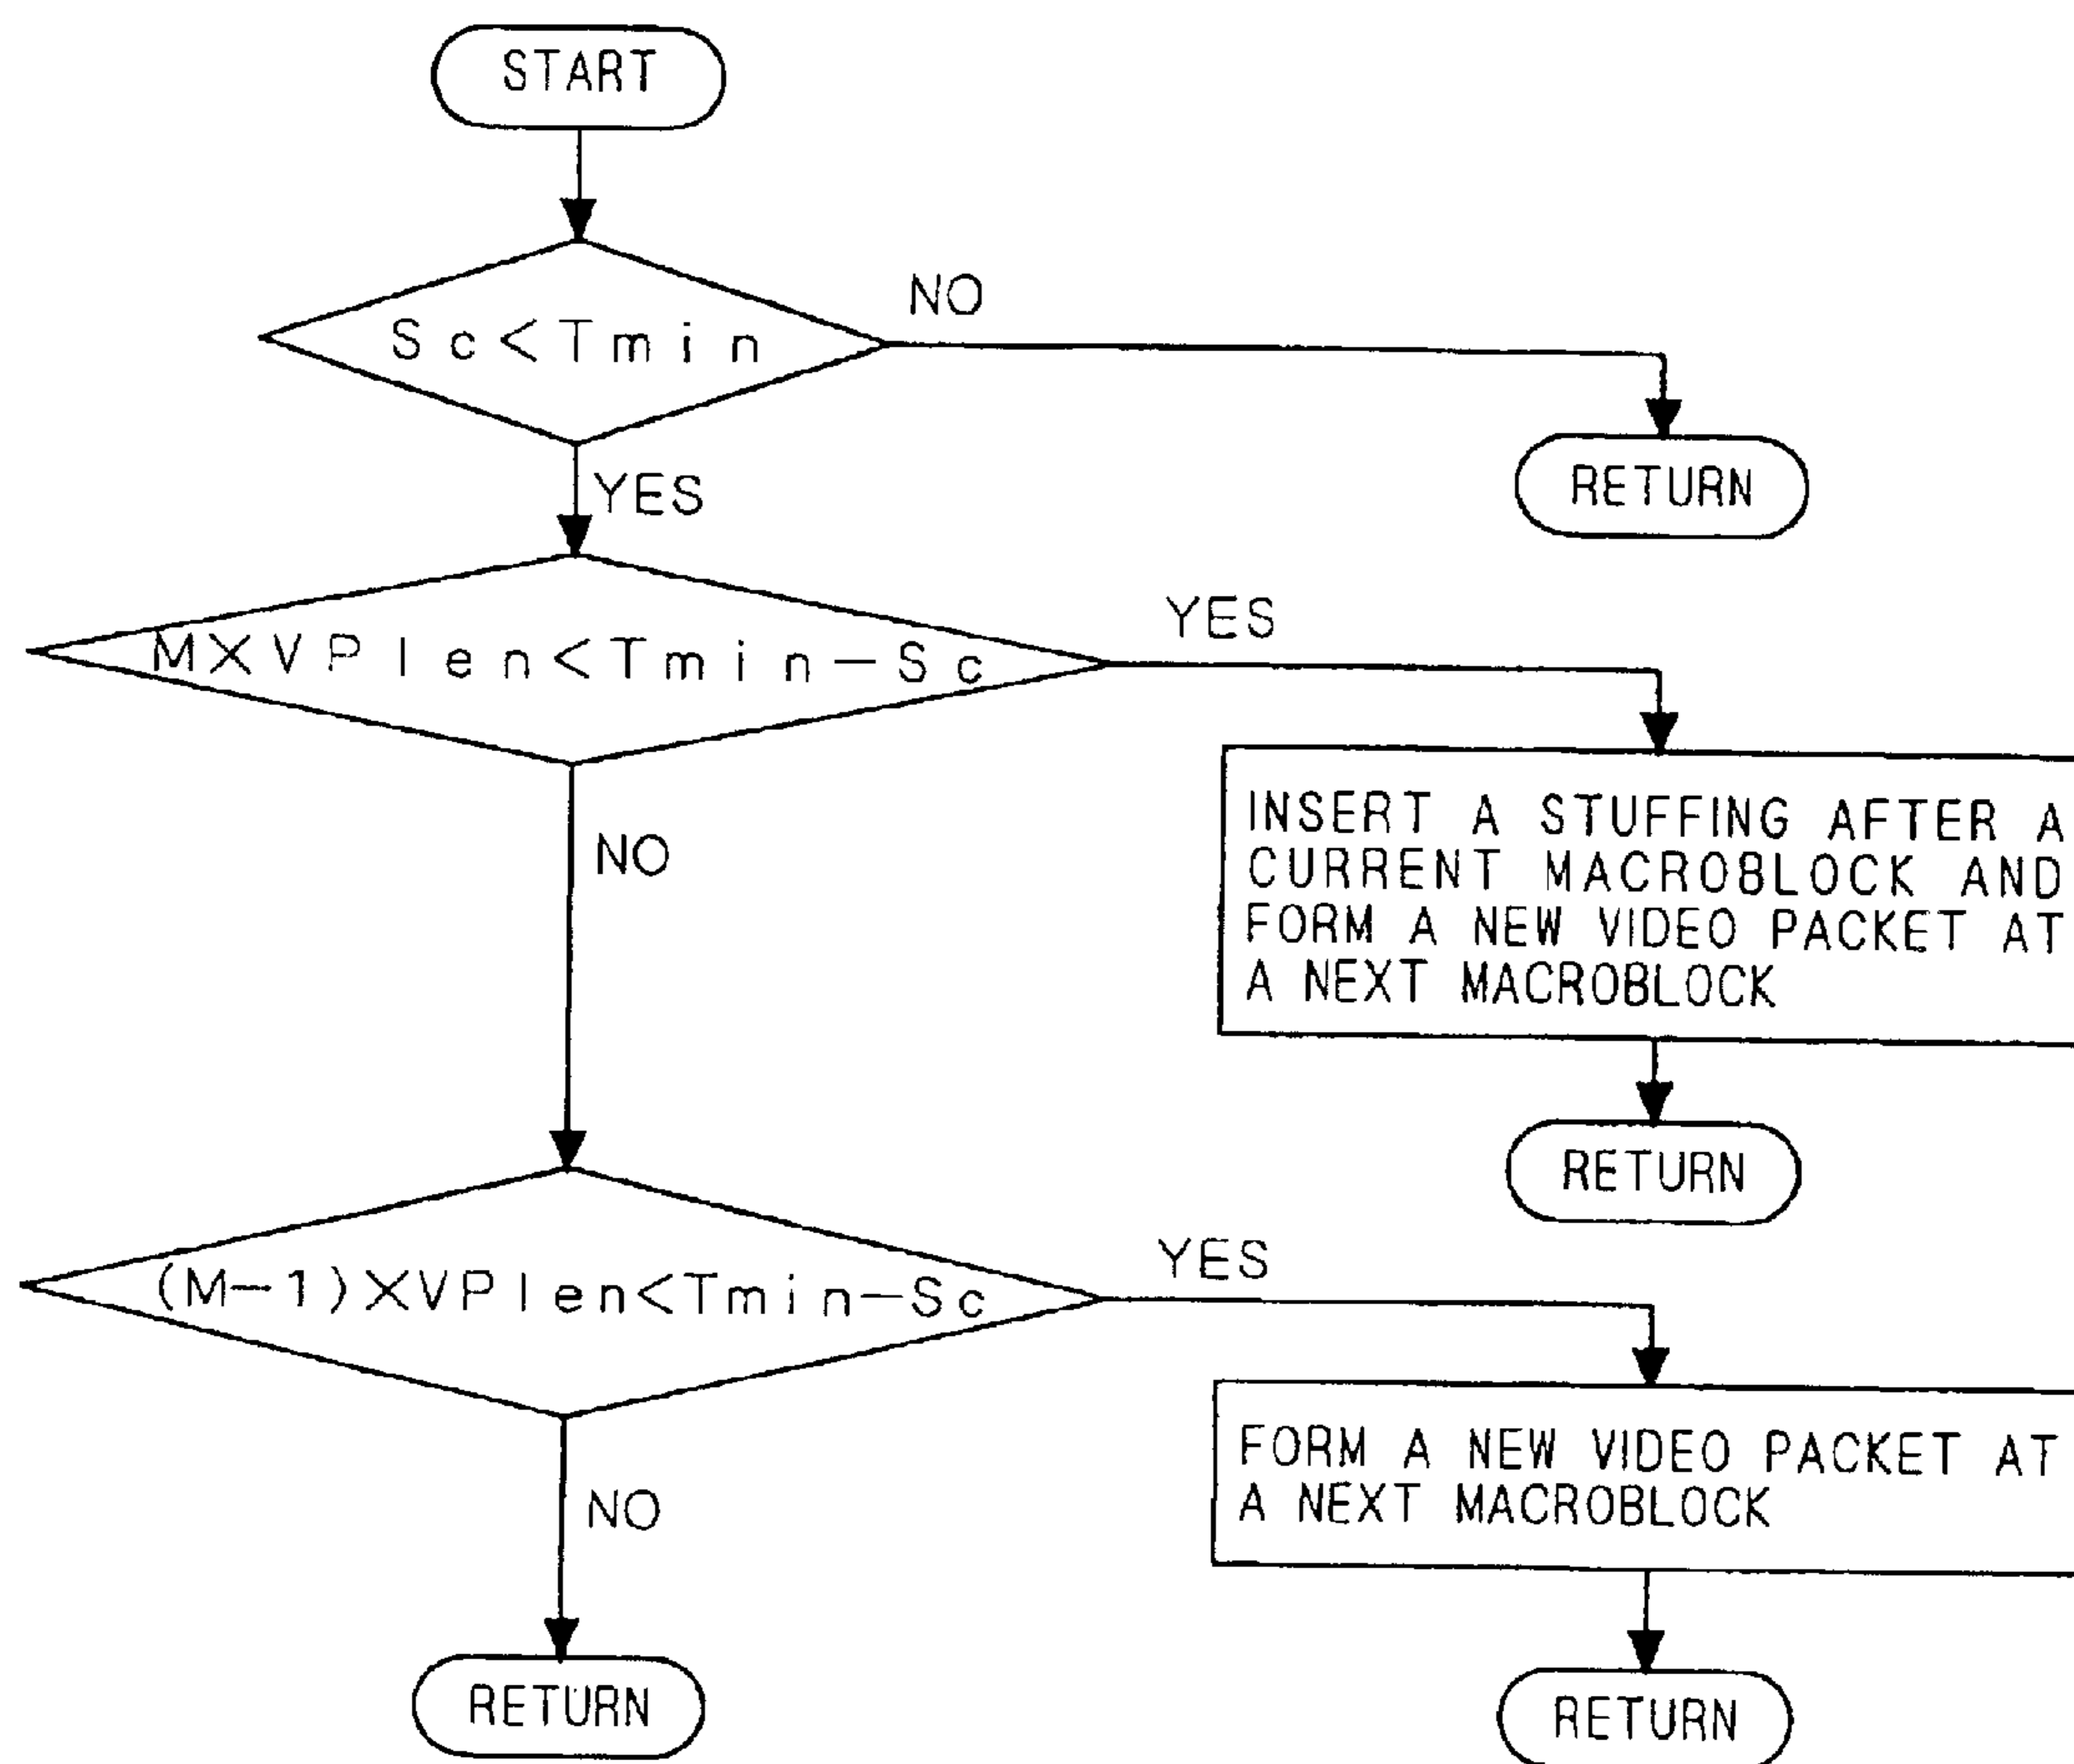 START
Sc<Tmin
NO
RETURN
YES
MXVPlen<Tmin-Sc
YES
INSERT A STUFFING AFTER A
CURRENT MACROBLOCK AND
FORM A NEW VIDEO PACKET AT
A NEXT MACROBLOCK
NO
RETURN
(M-1)XVPlen<Tmin-Sc
YES
FORM A NEW VIDEO PACKET AT
A NEXT MACROBLOCK
NO
RETURN
RETURN